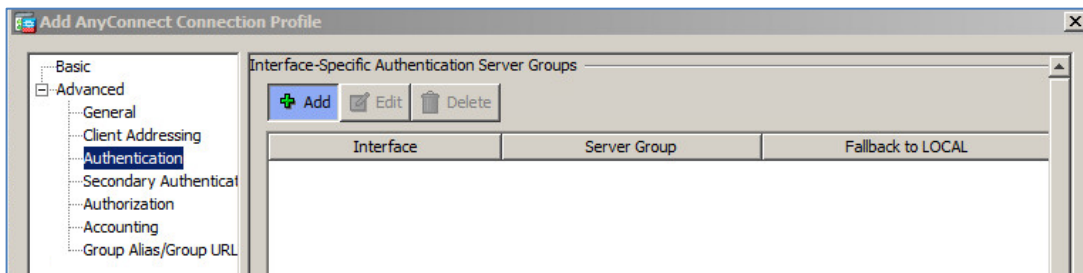 Add AnyConnect Connection Profile
Basic
Advanced
General
Client Addressing
Authentication
Secondary Authenticat
Authorization
Accounting
Group Alias/Group URL
Interface-Specific Authentication Server Groups
Add Edit Delete
Interface Server Group Fallback to LOCAL